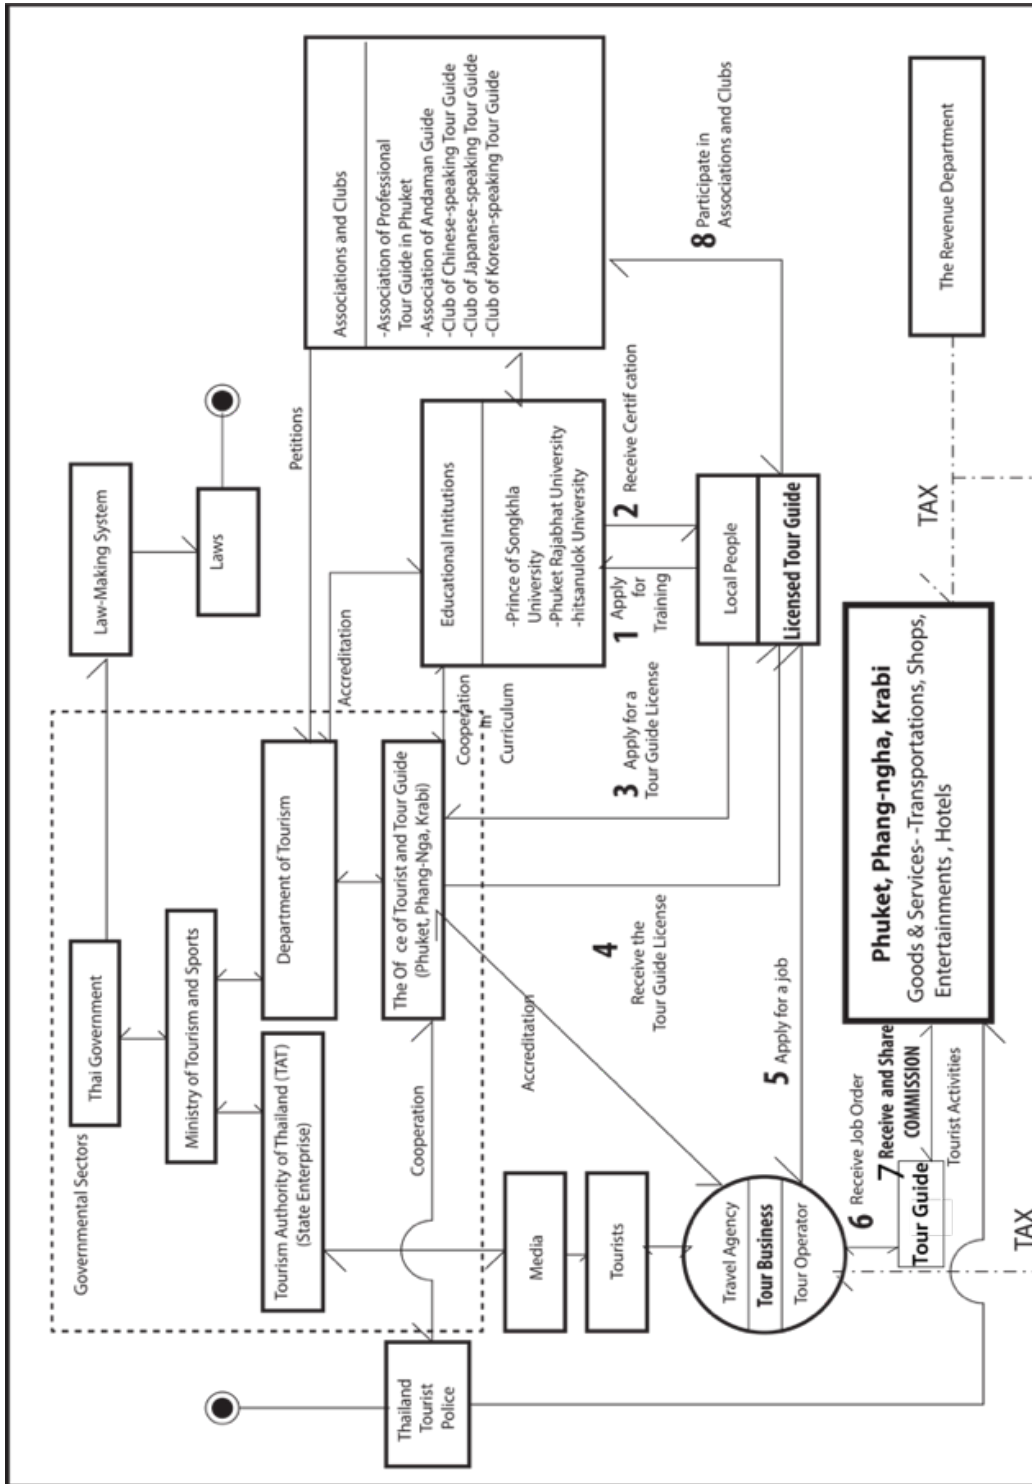 Governmental Sectors
Thai Government
Law-Making System
Ministry of Tourism and Sports
Laws
Tourism Authority of Thailand (TAT)
(State Enterprise)
Department of Tourism
Petitions
Associations and Clubs
-Association of Professional
Tour Guide in Phuket
-Association of Andaman Guide
-Club of Chinese-speaking Tour Guide
-Club of Japanese-speaking Tour Guide
-Club of Korean-speaking Tour Guide
Accreditation
Thailand
Tourist
Police
Cooperation
The Of ce of Tourist and Tour Guide
(Phuket, Phang-Nga, Krabi)
Cooperation
in
Curriculum
Educational Intitutions
-Prince of Songkhla
University
-Phuket Rajabhat University
-hitsanulok University
Media
Tourists
Accreditation
3 Apply for a
Tour Guide License
1 Apply
for
Training
2 Receive Certif cation
4
Receive the
Tour Guide License
8 Participate in
Associations and Clubs
Local People
Licensed Tour Guide
Travel Agency
Tour Business
Tour Operator
5 Apply for a job
6 Receive Job Order
7 Receive and Share
COMMISSION
Tour Guide
Tourist Activities
Phuket, Phang-ngha, Krabi
Goods & Services- -Transportations, Shops,
Entertainments , Hotels
TAX
The Revenue Department
TAX